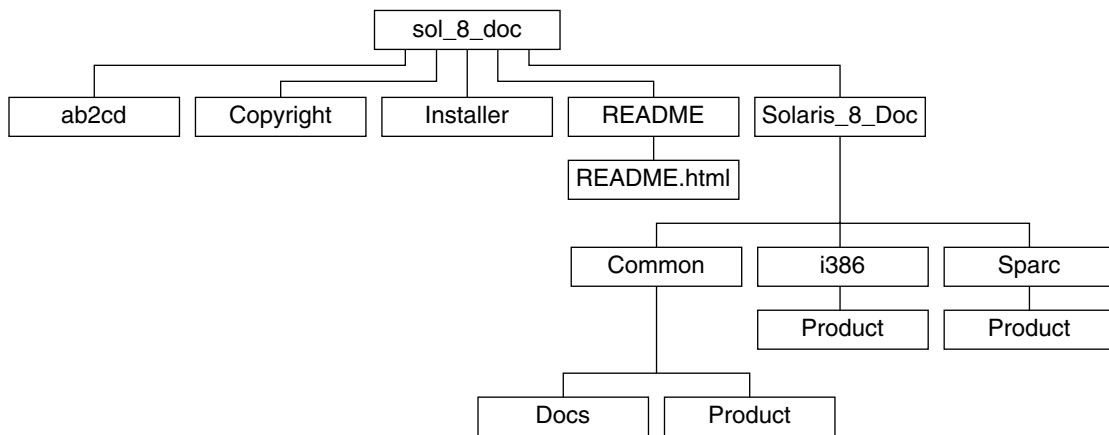 sol_8_doc
ab2cd
Copyright
Installer
README
Solaris_8_Doc
README.html
Common
i386
Sparc
Product
Product
Docs
Product